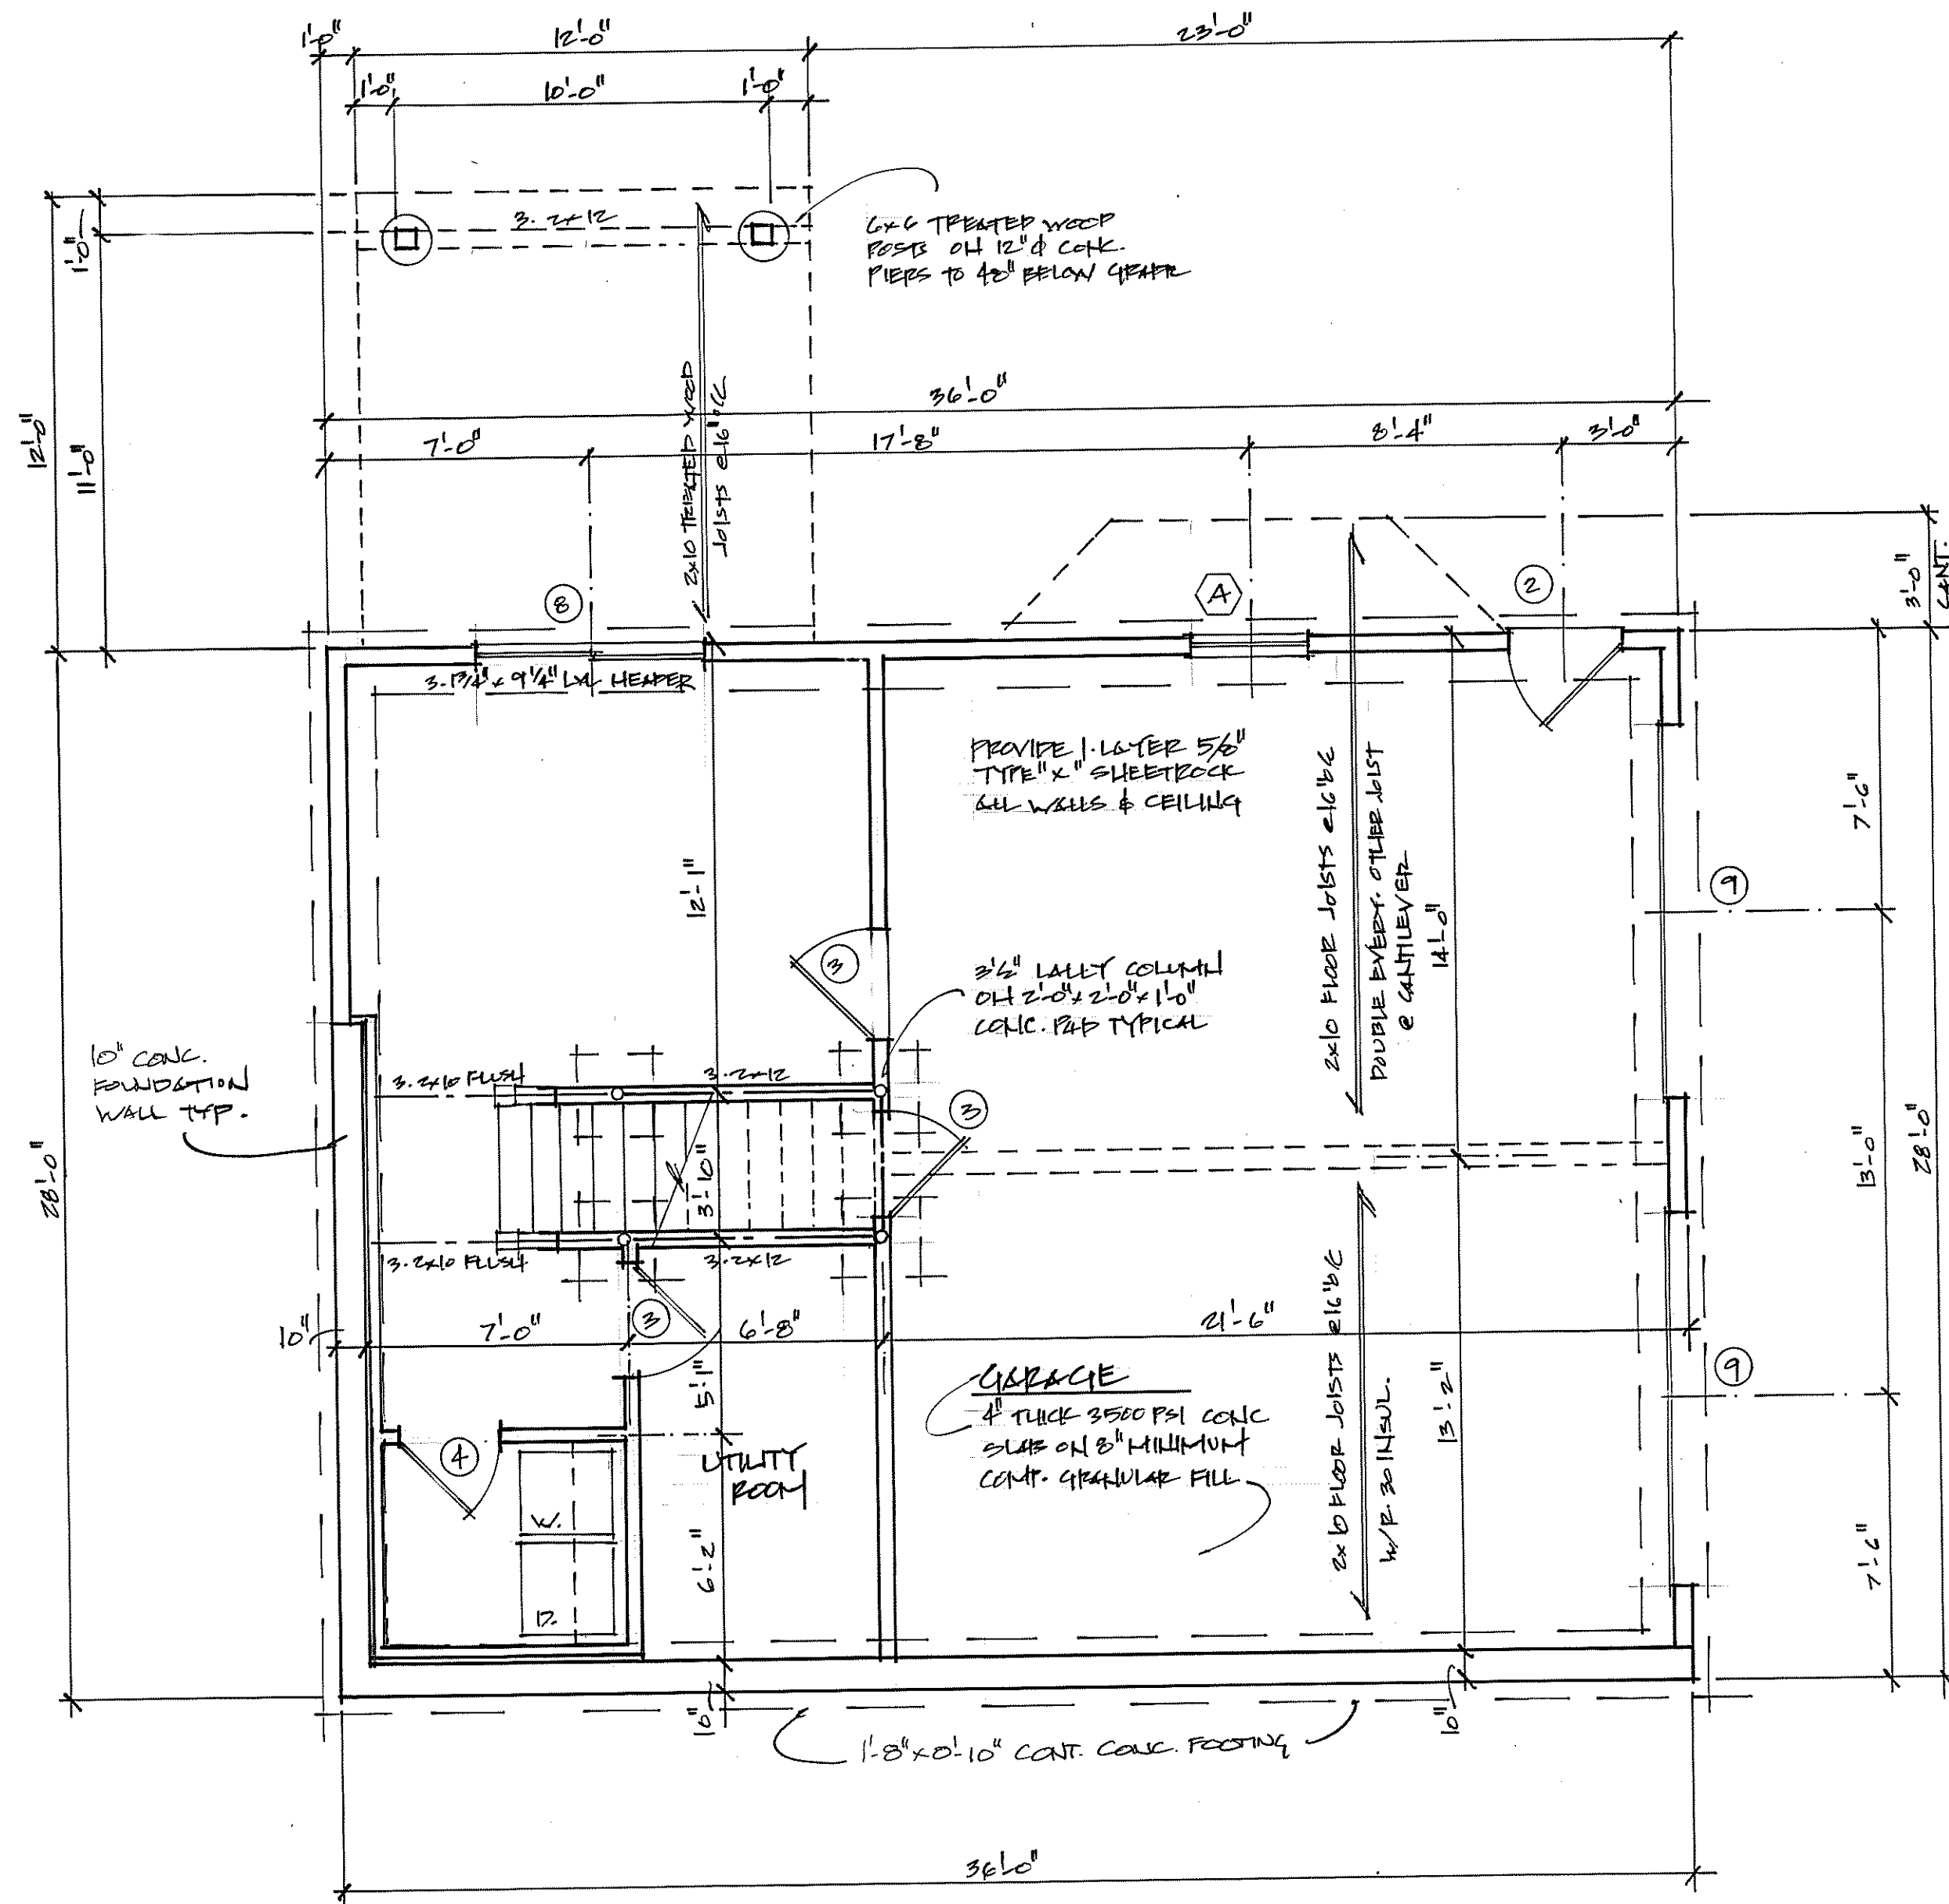 1'-0"
12'-0"
23'-0"
1'-0"
10'-0"
1'-0"
3-2x12
6x6 TREATED WOOD
POSTS ON 12"ϕ CONC.
PIERS TO 48" BELOW GRADE
1'-0"
12'-0"
11'-0"
2x10 TREATED WOOD
JOISTS @16"O/C
36'-0"
7'-0"
17'-8"
8'-4"
3'-0"
3'-0"
CANT.
8
A
2
3-1 3/4" x 9 1/4" LVL HEADER
PROVIDE 1-LAYER 5/8"
TYPE "X" SHEETROCK
ALL WALLS & CEILING
2x10 FLOOR JOISTS @16"O/C
DOUBLE EVERY OTHER JOIST
@ CANTILEVER
14'-0"
12'-1"
7'-6"
9
3
3 1/2" LALLY COLUMN
ON 2'-0" x 2'-0" x 1'-0"
CONC. PAD TYPICAL
10" CONC.
FOUNDATION
WALL TYP.
3-2x10 FLUSH
3-2x12
3
28'-0"
3'-10"
13'-0"
28'-0"
3-2x10 FLUSH
3-2x12
10"
7'-0"
3
6'-8"
21'-6"
5'-1"
GARAGE
4" THICK 3500 PSI CONC
SLAB ON 8" MINIMUM
COMP. GRANULAR FILL
2x10 FLOOR JOISTS @16"O/C
W/R-30 INSUL.
13'-2"
9
4
UTILITY
ROOM
W.
D.
6'-2"
7'-6"
10"
10"
1'-8" x 0'-10" CONT. CONC. FOOTING
36'-0"